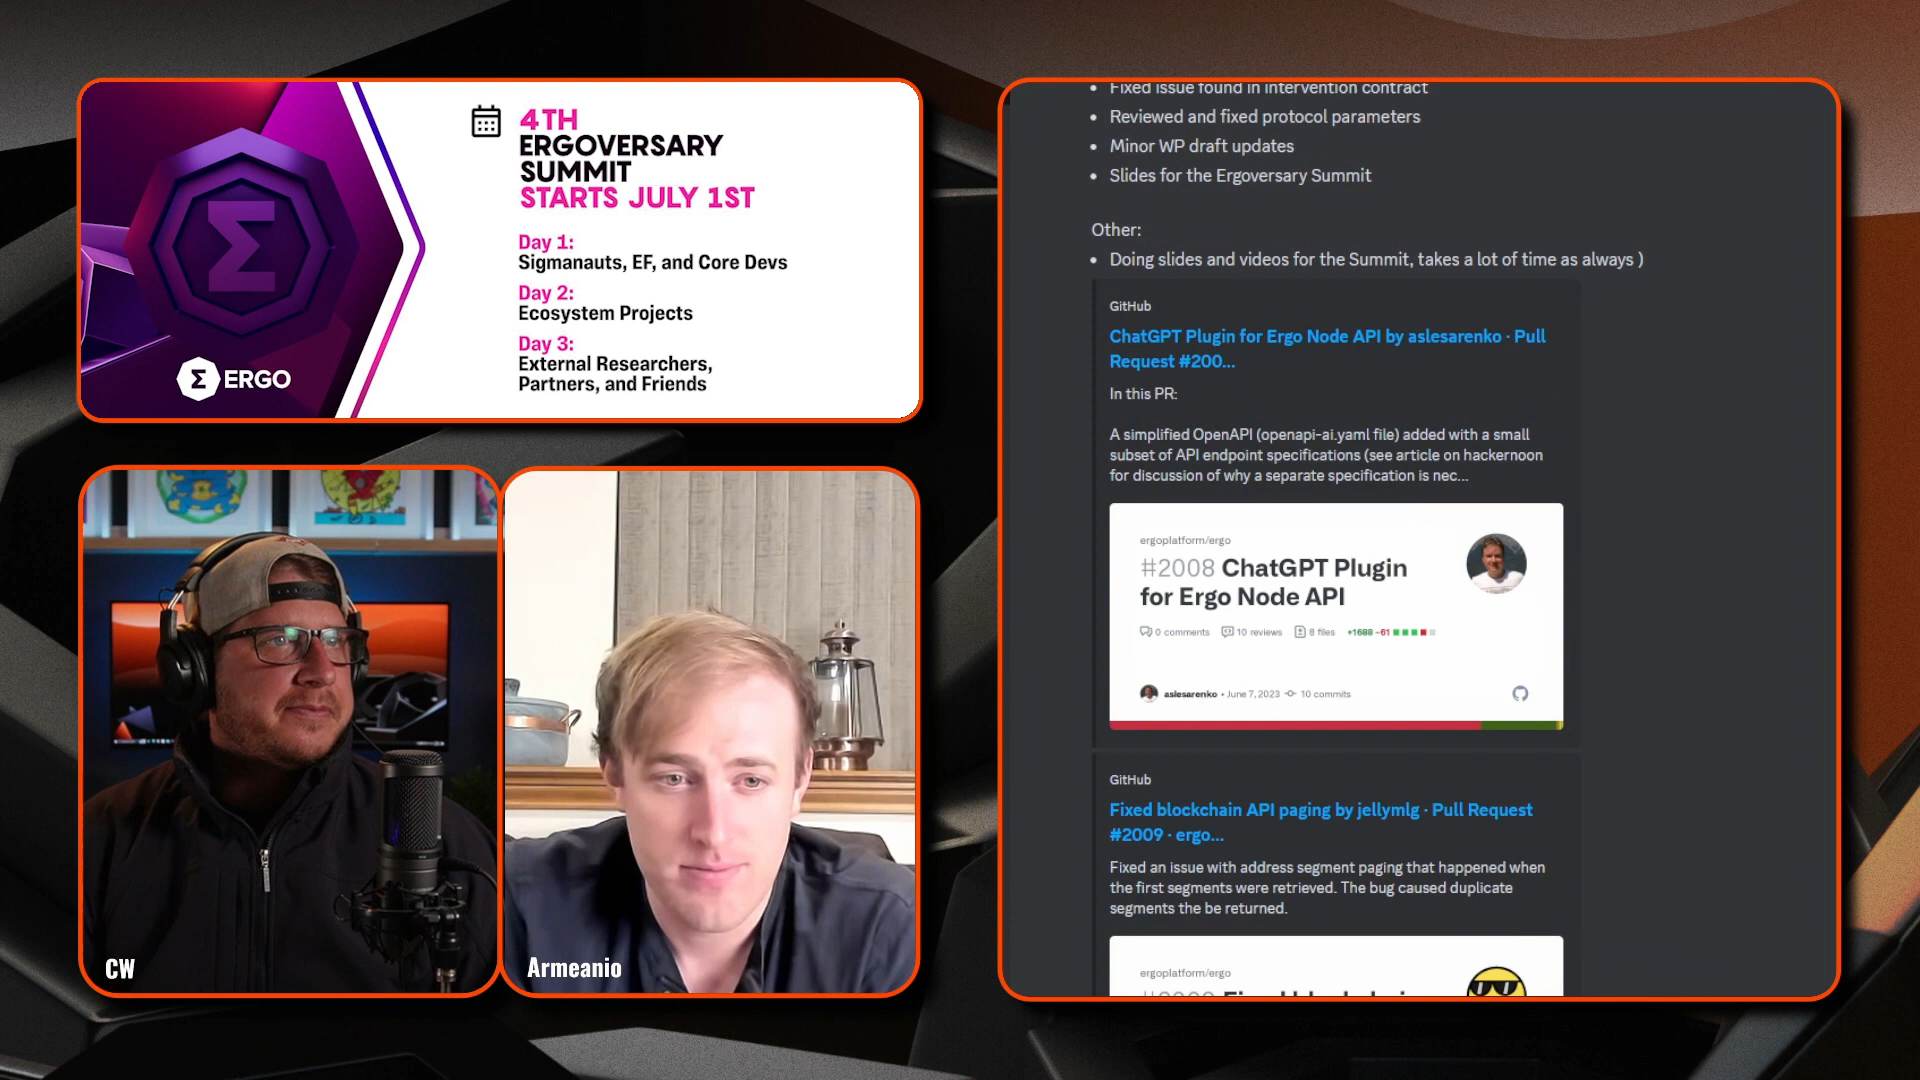 4TH
ERGOVERSARY
SUMMIT
STARTS JULY 1ST
Day 1:
Sigmanauts, EF, and Core Devs
Day 2:
Ecosystem Projects
Day 3:
External Researchers,
Partners, and Friends
Σ ERGO
CW
Armeanio
Fixed issue found in intervention contract
Reviewed and fixed protocol parameters
Minor WP draft updates
Slides for the Ergoversary Summit
Other:
Doing slides and videos for the Summit, takes a lot of time as always )
GitHub
ChatGPT Plugin for Ergo Node API by aslesarenko · Pull
Request #200...
In this PR:
A simplified OpenAPI (openapi-ai.yaml file) added with a small
subset of API endpoint specifications (see article on hackernoon
for discussion of why a separate specification is nec...
ergoplatform/ergo
#2008 ChatGPT Plugin
for Ergo Node API
0 comments 10 reviews 8 files +1688 -61
aslesarenko • June 7, 2023 10 commits
GitHub
Fixed blockchain API paging by jellymlg · Pull Request
#2009 · ergo...
Fixed an issue with address segment paging that happened when
the first segments were retrieved. The bug caused duplicate
segments the be returned.
ergoplatform/ergo